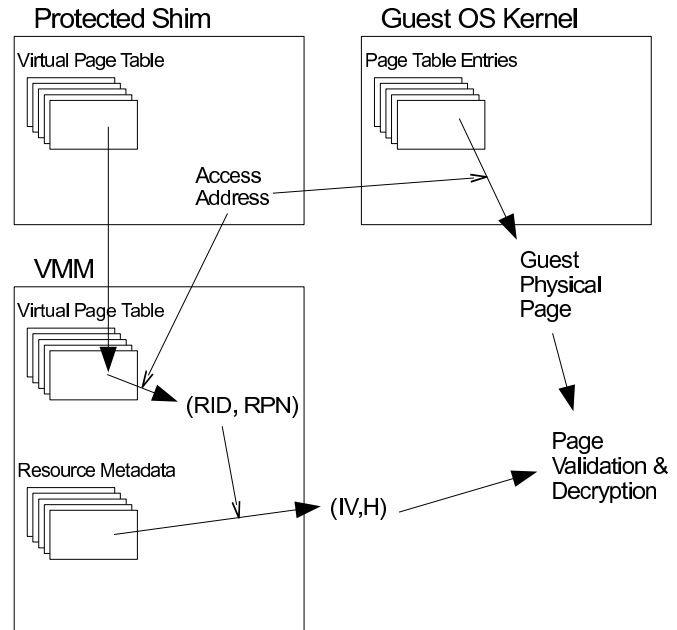 Protected Shim
Guest OS Kernel
Virtual Page Table
Page Table Entries
Access
Address
Guest
Physical
Page
VMM
Virtual Page Table
(RID, RPN)
Resource Metadata
(IV,H)
Page
Validation &
Decryption